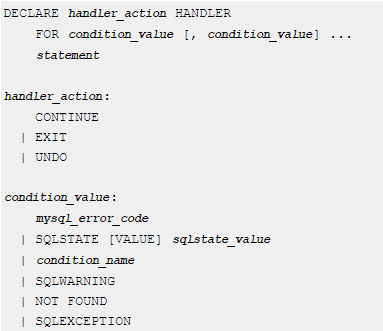 DECLARE handler_action HANDLER
    FOR condition_value [, condition_value] ...
    statement

handler_action:
    CONTINUE
  | EXIT
  | UNDO

condition_value:
    mysql_error_code
  | SQLSTATE [VALUE] sqlstate_value
  | condition_name
  | SQLWARNING
  | NOT FOUND
  | SQLEXCEPTION